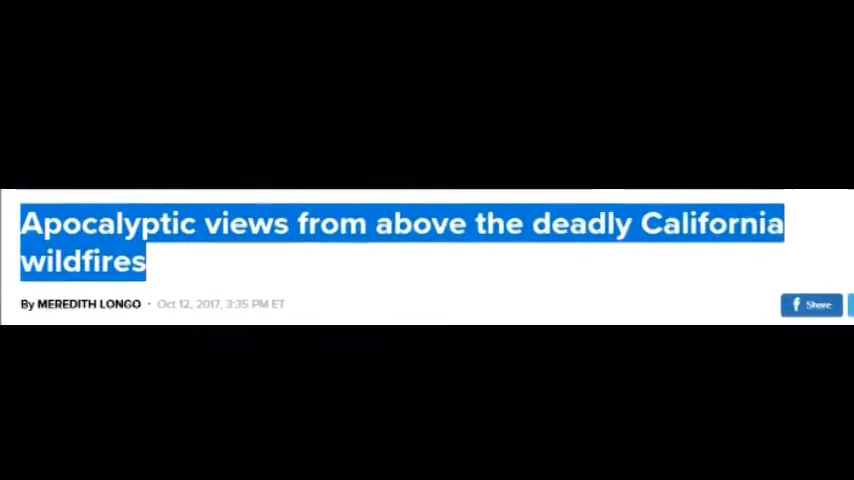 Apocalyptic views from above the deadly California
wildfires
By MEREDITH LONGO • Oct 12, 2017, 3:35 PM ET
f Share